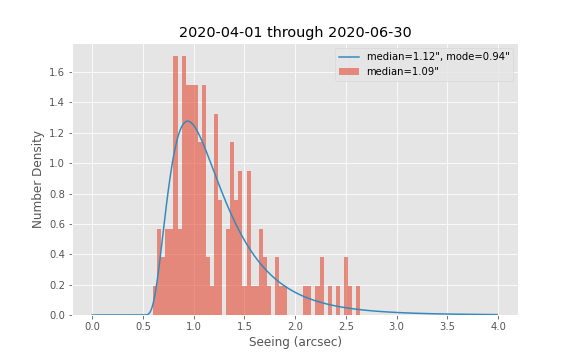 2020-04-01 through 2020-06-30
median=1.12", mode=0.94"
median=1.09"
Number Density
1.6
1.4
1.2
1.0
0.8
0.6
0.4
0.2
0.0
0.0 0.5 1.0 1.5 2.0 2.5 3.0 3.5 4.0
Seeing (arcsec)